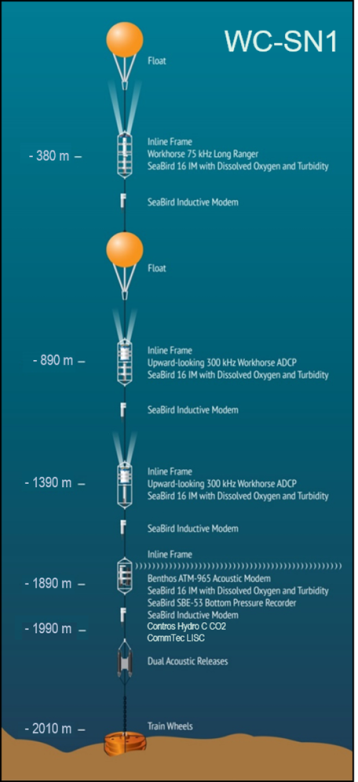 WC-SN1
Float
Inline Frame
- 380 m –
Workhorse 75 kHz Long Ranger
SeaBird 16 IM with Dissolved Oxygen and Turbidity
SeaBird Inductive Modem
Float
Inline Frame
- 890 m –
Upward-looking 300 kHz Workhorse ADCP
SeaBird 16 IM with Dissolved Oxygen and Turbidity
SeaBird Inductive Modem
Inline Frame
- 1390 m –
Upward-looking 300 kHz Workhorse ADCP
SeaBird 16 IM with Dissolved Oxygen and Turbidity
SeaBird Inductive Modem
Inline Frame
- 1890 m –
Benthos ATM-965 Acoustic Modem
SeaBird 16 IM with Dissolved Oxygen and Turbidity
SeaBird SBE-53 Bottom Pressure Recorder
SeaBird Inductive Modem
- 1990 m –
Contros Hydro C CO2
CommTec LISC
Dual Acoustic Releases
- 2010 m –
Train Wheels